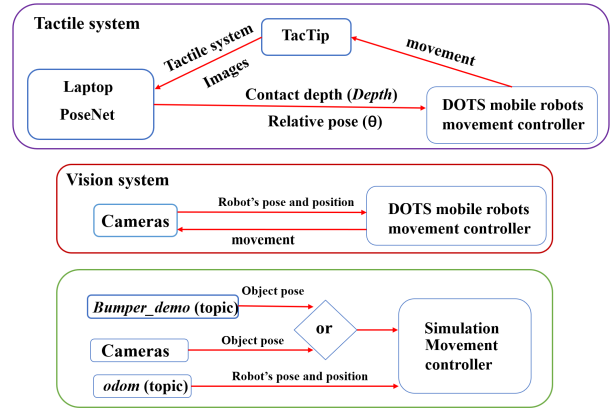 Tactile system
TacTip
Tactile system
Images
movement
Laptop
PoseNet
Contact depth (Depth)
Relative pose (θ)
DOTS mobile robots
movement controller
Vision system
Cameras
Robot's pose and position
movement
DOTS mobile robots
movement controller
Object pose
Bumper_demo (topic)
or
Simulation
Movement
controller
Cameras
Object pose
odom (topic)
Robot's pose and position